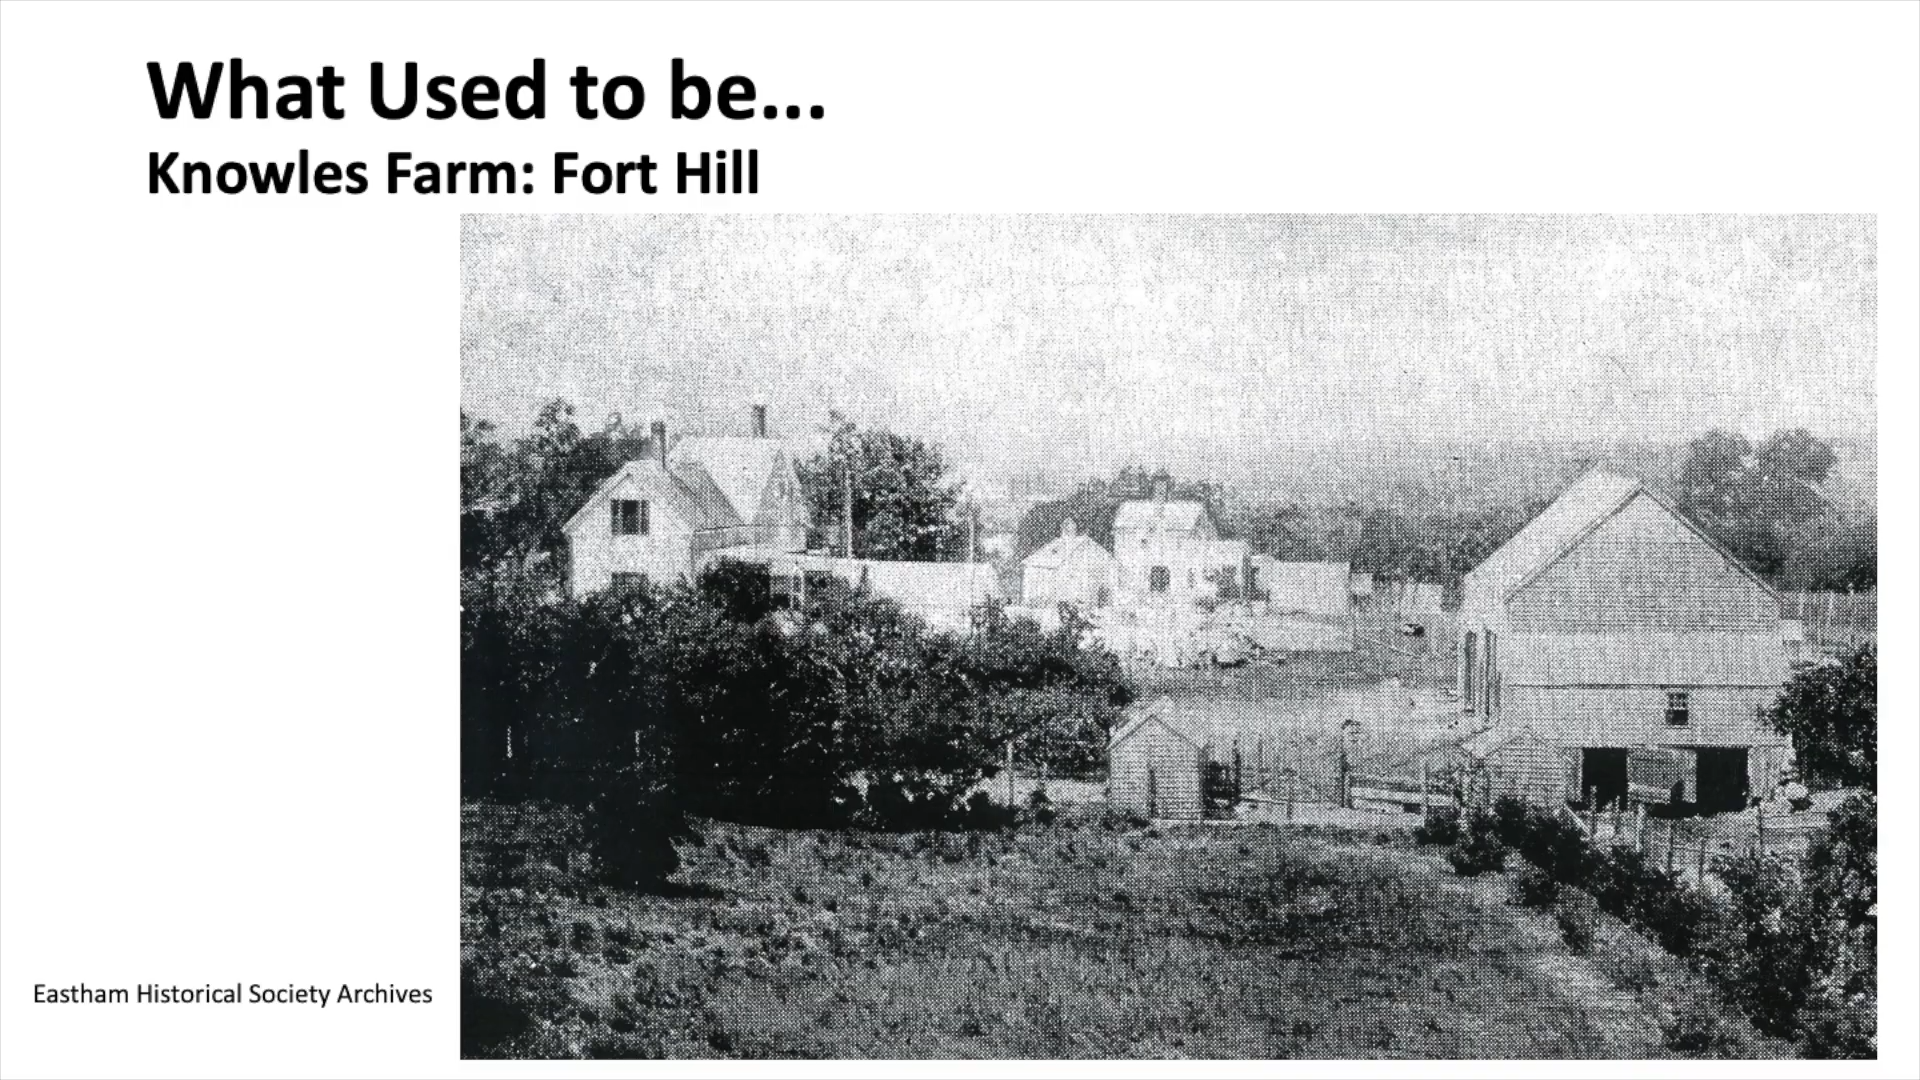 What Used to be...
Knowles Farm: Fort Hill
Eastham Historical Society Archives